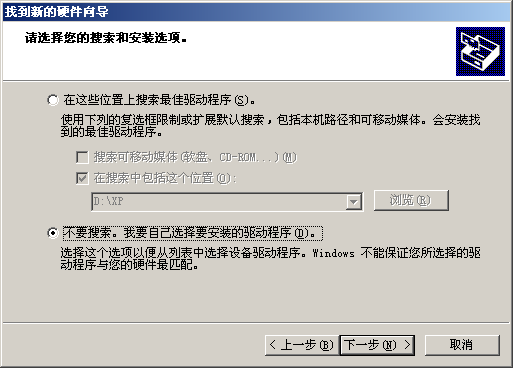 找到新的硬件向导
请选择您的搜索和安装选项。
在这些位置上搜索最佳驱动程序(S)。
使用下列的复选框限制或扩展默认搜索，包括本机路径和可移动媒体。会安装找
到的最佳驱动程序。
搜索可移动媒体(软盘、CD-ROM...)(M)
在搜索中包括这个位置(O):
D:\XP
浏览(R)
不要搜索。我要自己选择要安装的驱动程序(D)。
选择这个选项以便从列表中选择设备驱动程序。Windows 不能保证您所选择的驱
动程序与您的硬件最匹配。
< 上一步(B)
下一步(N) >
取消